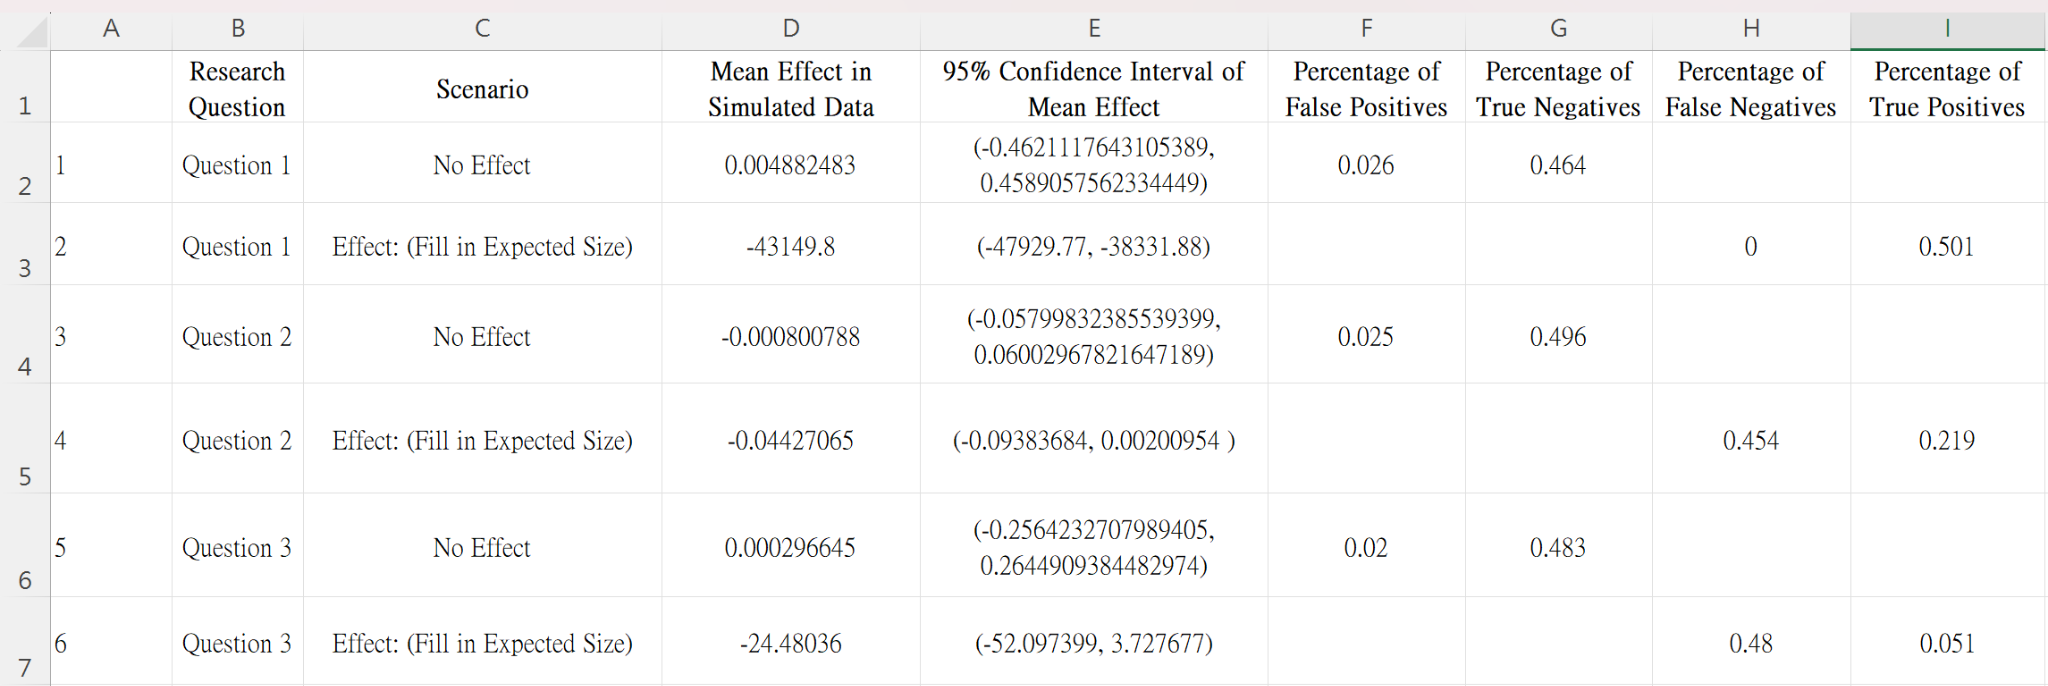 A B C D E F G H I
1 Research Question Scenario Mean Effect in Simulated Data 95% Confidence Interval of Mean Effect Percentage of False Positives Percentage of True Negatives Percentage of False Negatives Percentage of True Positives
2 1 Question 1 No Effect 0.004882483 (-0.4621117643105389, 0.4589057562334449) 0.026 0.464
3 2 Question 1 Effect: (Fill in Expected Size) -43149.8 (-47929.77, -38331.88) 0 0.501
4 3 Question 2 No Effect -0.000800788 (-0.05799832385539399, 0.06002967821647189) 0.025 0.496
5 4 Question 2 Effect: (Fill in Expected Size) -0.04427065 (-0.09383684, 0.00200954 ) 0.454 0.219
6 5 Question 3 No Effect 0.000296645 (-0.2564232707989405, 0.2644909384482974) 0.02 0.483
7 6 Question 3 Effect: (Fill in Expected Size) -24.48036 (-52.097399, 3.727677) 0.48 0.051